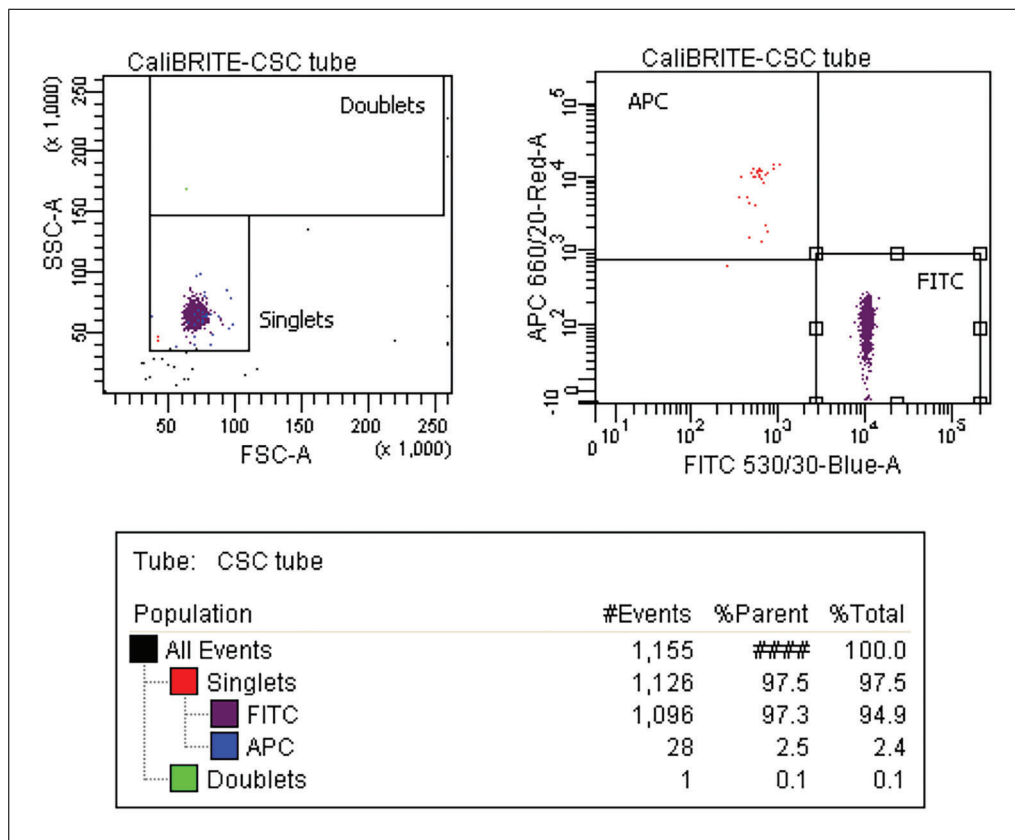 CaliBRITE-CSC tube
SSC-A
(x 1,000)
250
200
150
100
50
Doublets
Singlets
50 100 150 200 250
FSC-A (x 1,000)
CaliBRITE-CSC tube
APC 660/20-Red-A
10^5
10^4
10^3
10^2
0
-10
APC
FITC
0 10^1 10^2 10^3 10^4 10^5
FITC 530/30-Blue-A
Tube: CSC tube
Population #Events %Parent %Total
All Events 1,155 #### 100.0
Singlets 1,126 97.5 97.5
FITC 1,096 97.3 94.9
APC 28 2.5 2.4
Doublets 1 0.1 0.1